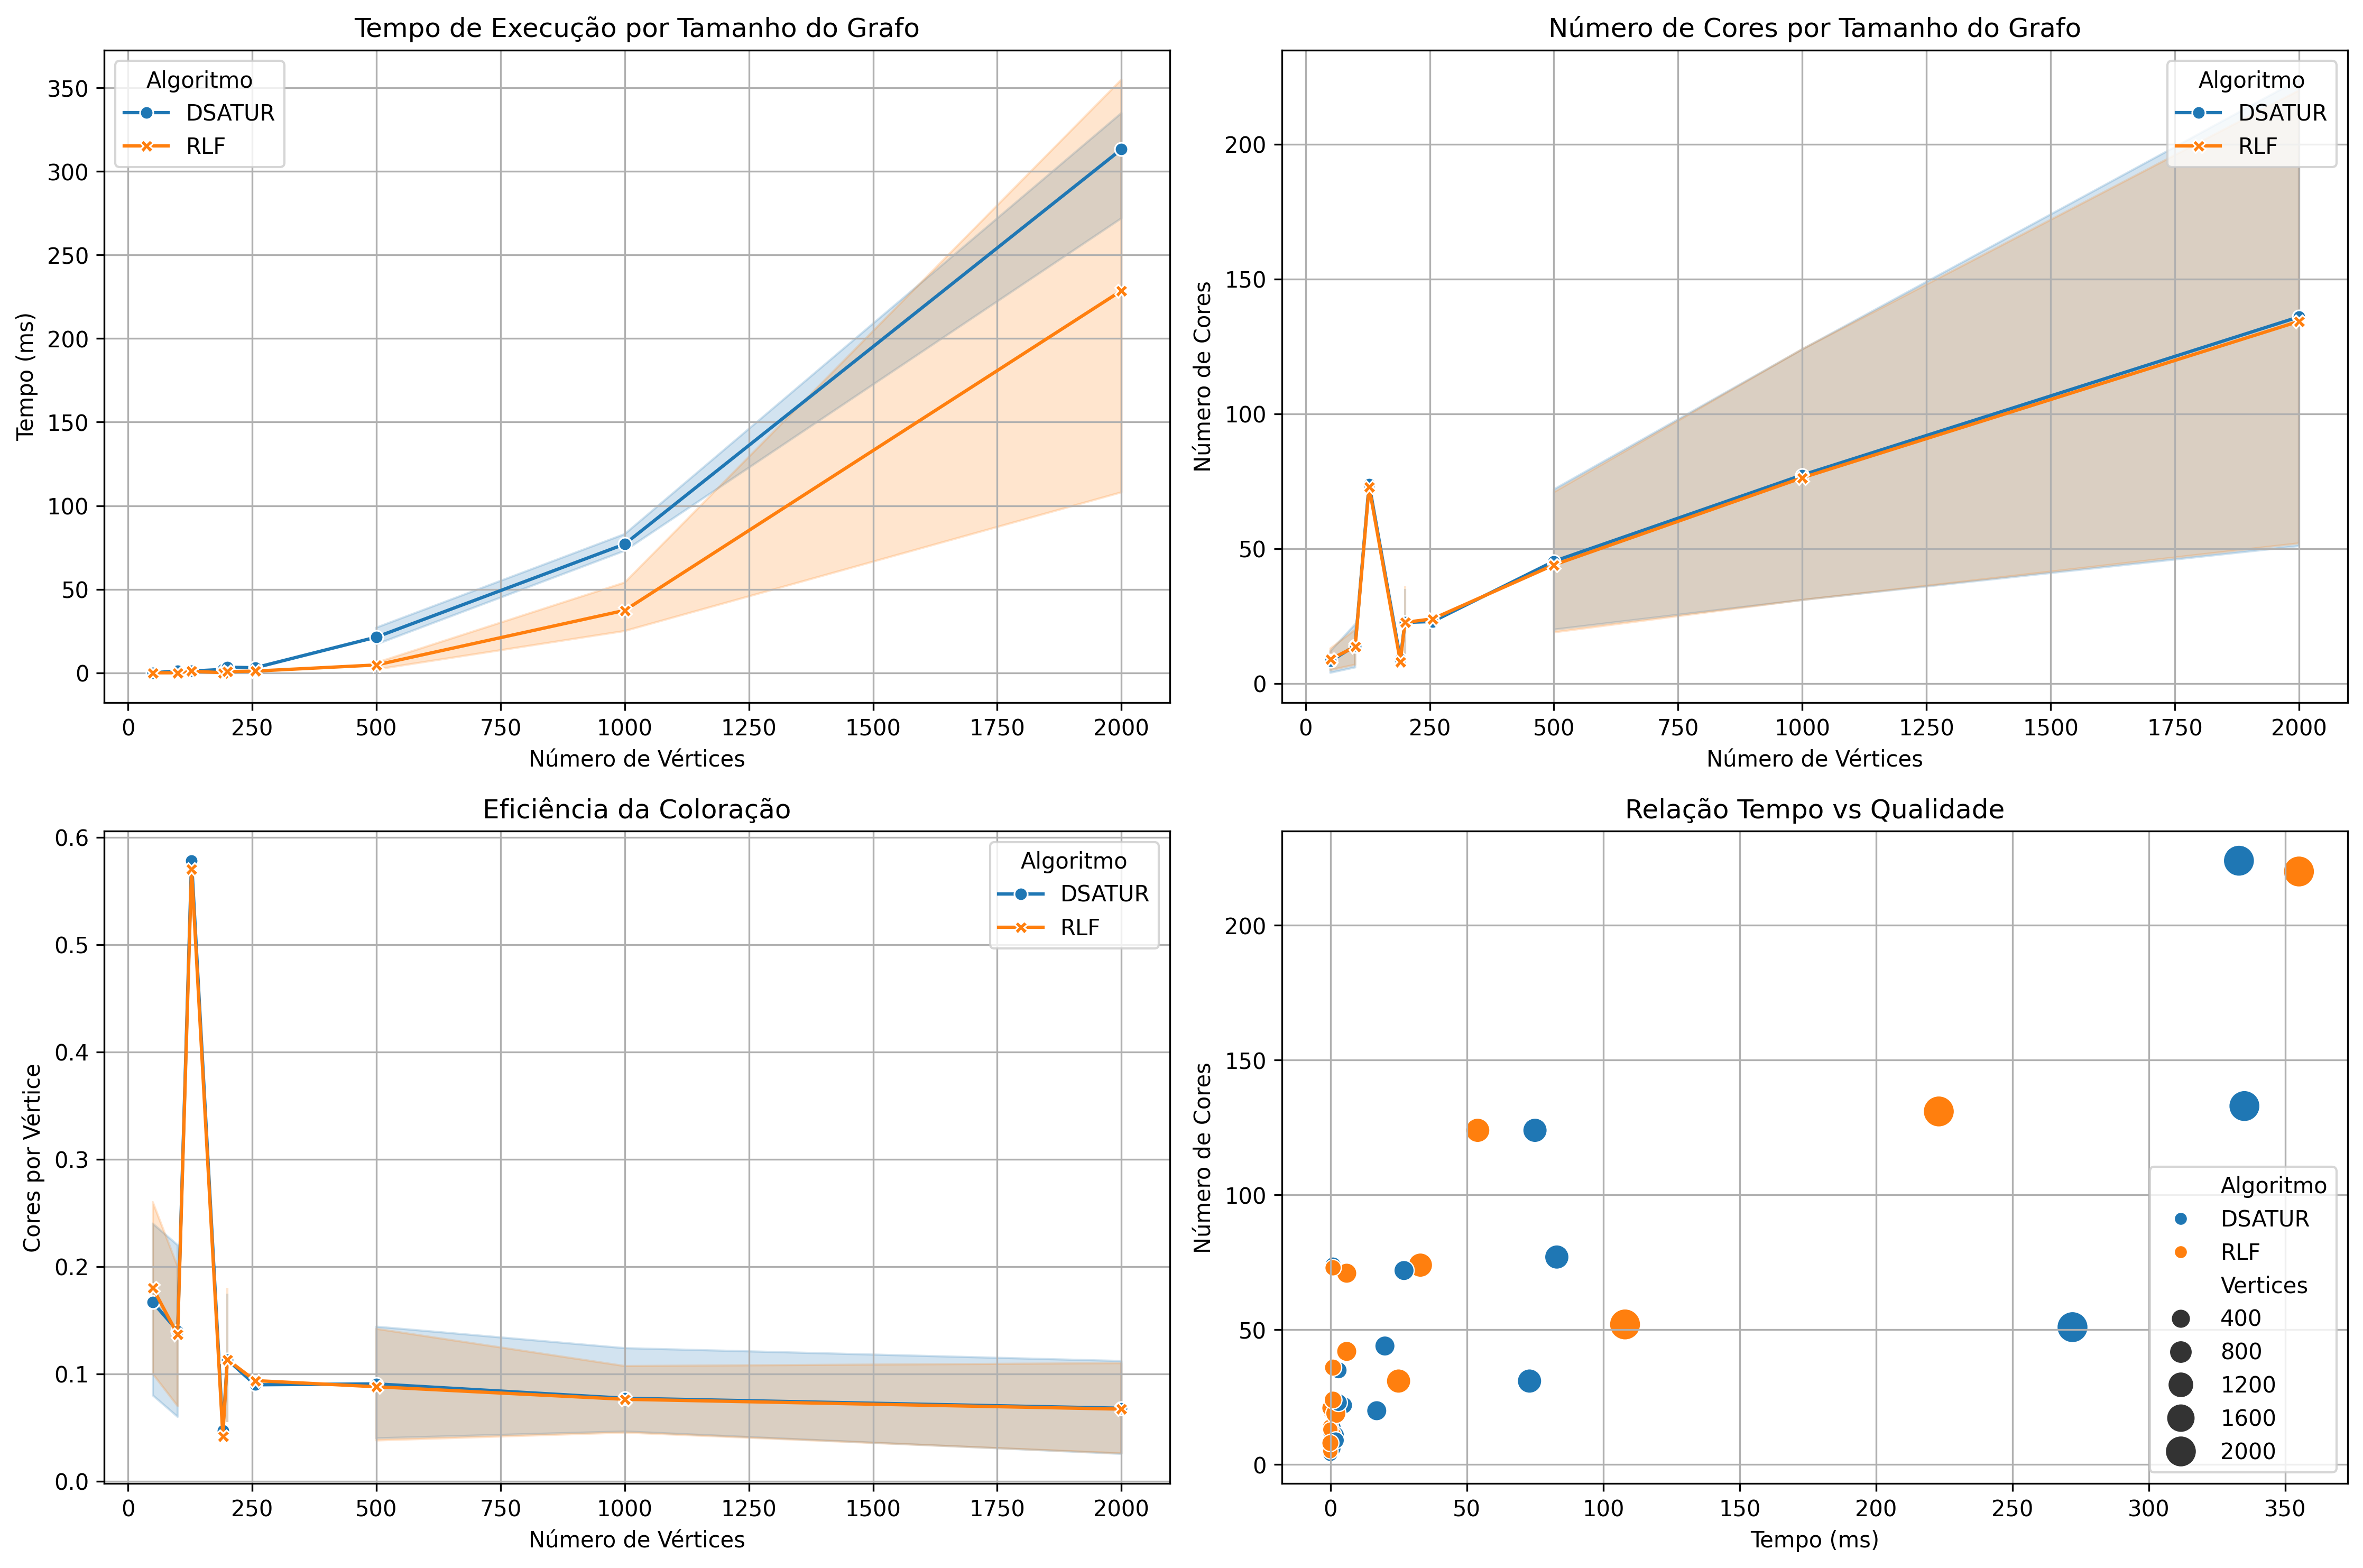 Tempo de Execução por Tamanho do Grafo
Tempo (ms)
350
300
250
200
150
100
50
0
Algoritmo
DSATUR
RLF
0 250 500 750 1000 1250 1500 1750 2000
Número de Vértices
Número de Cores por Tamanho do Grafo
Número de Cores
200
150
100
50
0
Algoritmo
DSATUR
RLF
0 250 500 750 1000 1250 1500 1750 2000
Número de Vértices
Eficiência da Coloração
Cores por Vértice
0.6
0.5
0.4
0.3
0.2
0.1
0.0
Algoritmo
DSATUR
RLF
0 250 500 750 1000 1250 1500 1750 2000
Número de Vértices
Relação Tempo vs Qualidade
Número de Cores
200
150
100
50
0
Algoritmo
DSATUR
RLF
Vertices
400
800
1200
1600
2000
0 50 100 150 200 250 300 350
Tempo (ms)